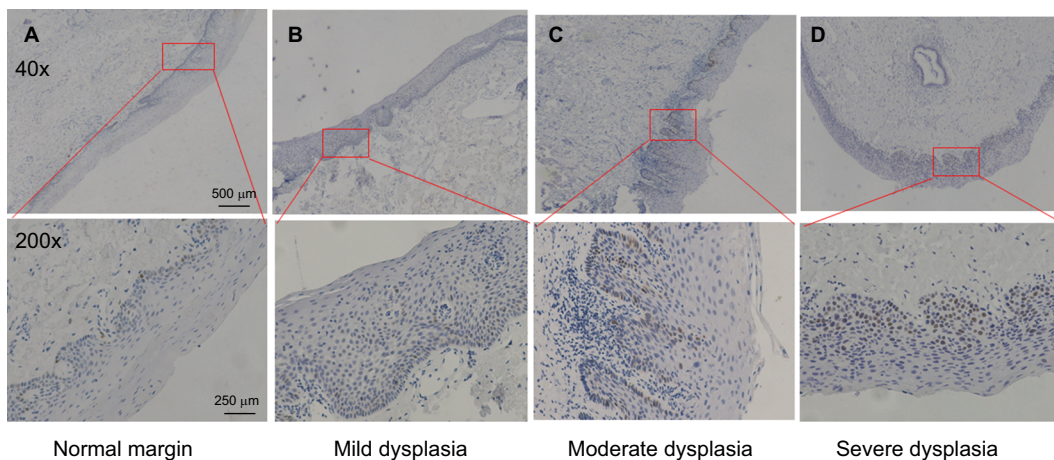 A
B
C
D
40x
500 μm
200x
250 μm
Normal margin
Mild dysplasia
Moderate dysplasia
Severe dysplasia